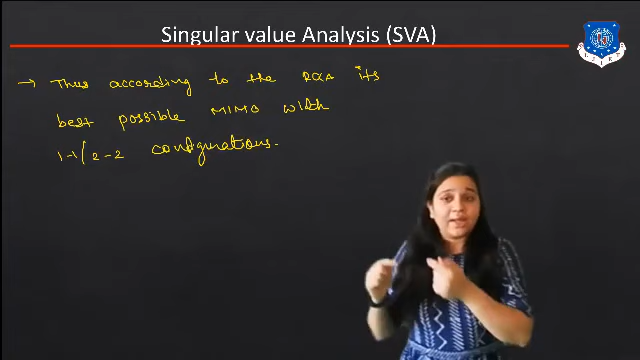 Singular value Analysis (SVA)
→ Thus according to the RGA its
best possible MIMO with
1-1/2-2 configurations.